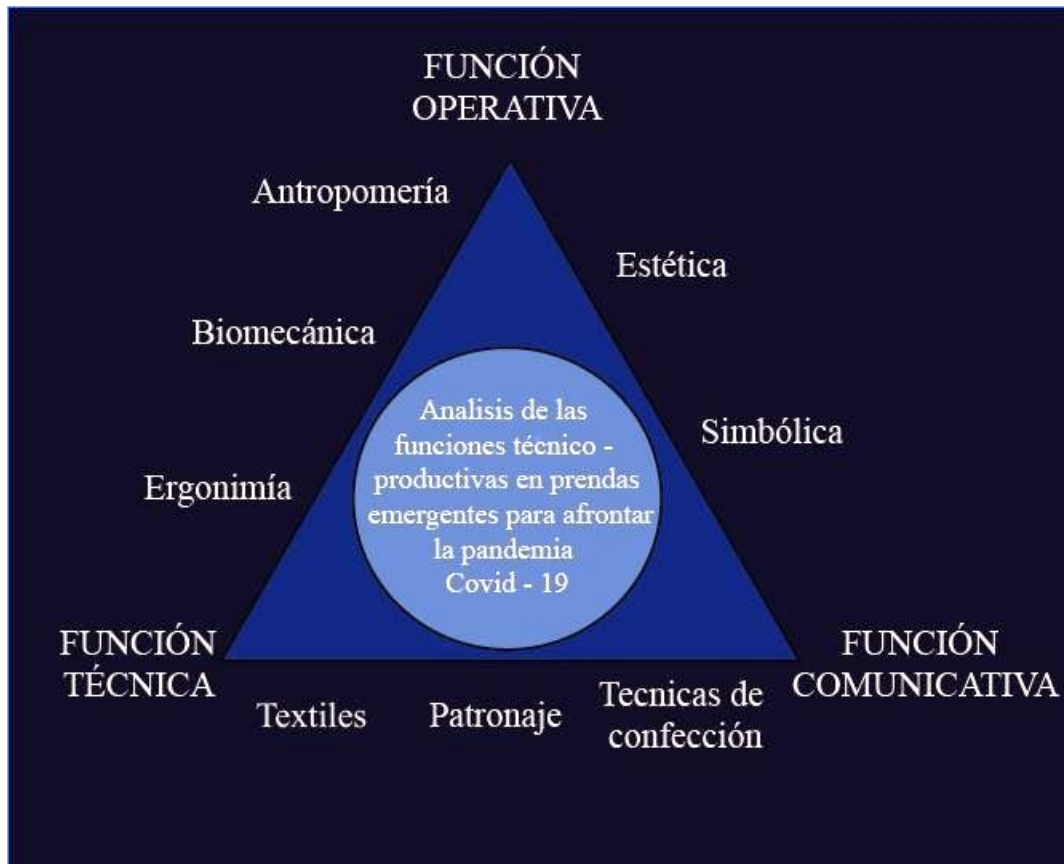 FUNCIÓN
OPERATIVA
Antropomería
Estética
Biomecánica
Analisis de las
funciones técnico -
productivas en prendas
emergentes para afrontar
la pandemia
Covid - 19
Simbólica
Ergonimía
FUNCIÓN
TÉCNICA
FUNCIÓN
COMUNICATIVA
Textiles
Patronaje
Tecnicas de
confección